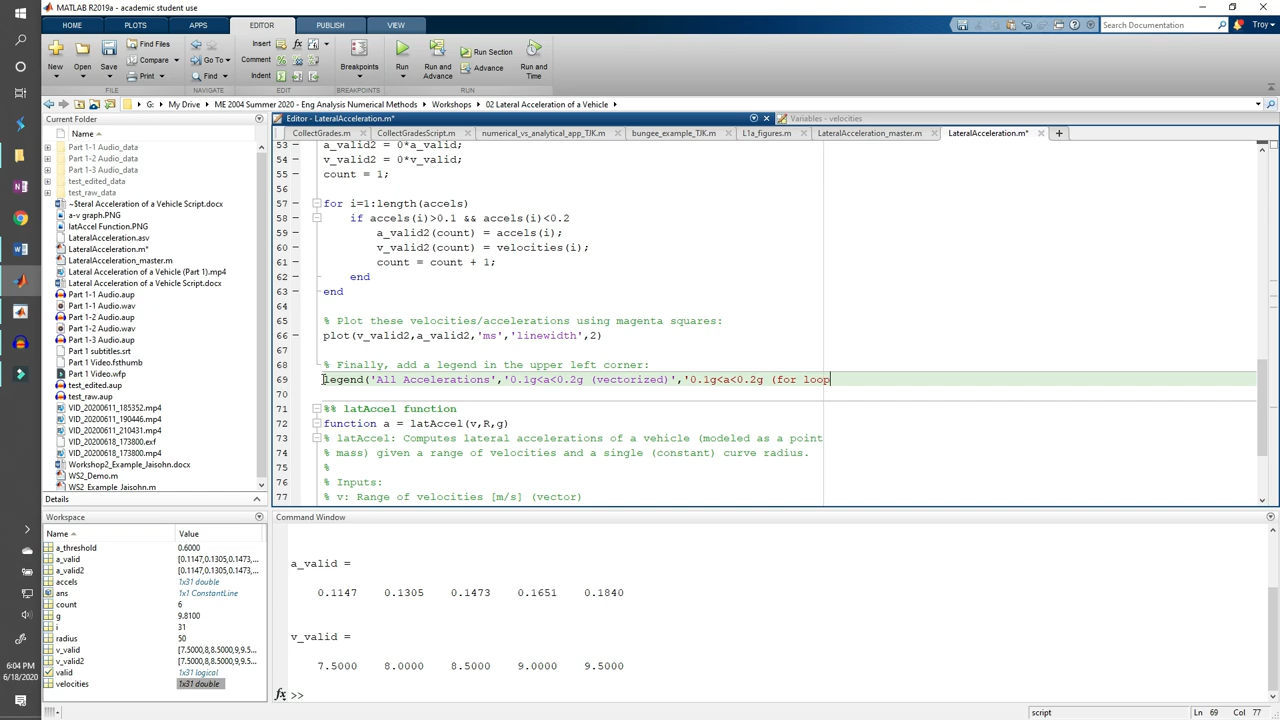 MATLAB R2019a - academic student use
HOME PLOTS APPS EDITOR PUBLISH VIEW
Search Documentation Troy
New Open Save Find Files Compare Print Go To Find Insert Comment Indent Breakpoints Run Run and Advance Run Section Advance Run and Time
FILE NAVIGATE EDIT BREAKPOINTS RUN
G: My Drive ME 2004 Summer 2020 - Eng Analysis Numerical Methods Workshops 02 Lateral Acceleration of a Vehicle
Current Folder
Name
Part 1-1 Audio_data
Part 1-2 Audio_data
Part 1-3 Audio_data
test_edited_data
test_raw_data
~$teral Acceleration of a Vehicle Script.docx
a-v graph.PNG
latAccel Function.PNG
LateralAcceleration.asv
LateralAcceleration.m*
LateralAcceleration_master.m
Lateral Acceleration of a Vehicle (Part 1).mp4
Lateral Acceleration of a Vehicle Script.docx
Part 1-1 Audio.aup
Part 1-1 Audio.wav
Part 1-2 Audio.aup
Part 1-2 Audio.wav
Part 1-3 Audio.aup
Part 1 subtitles.srt
Part 1 Video.fsthumb
Part 1 Video.wfp
test_edited.aup
test_raw.aup
VID_20200611_185352.mp4
VID_20200611_190446.mp4
VID_20200611_210431.mp4
VID_20200618_173800.exf
VID_20200618_173800.mp4
Workshop2_Example_Jaisohn.docx
WS2_Demo.m
WS2_Example_Jaisohn.m
Details
Workspace
Name Value
a_threshold 0.6000
a_valid [0.1147,0.1305,0.1473,...
a_valid2 [0.1147,0.1305,0.1473,...
accels 1x31 double
ans 1x1 ConstantLine
count 6
g 9.8100
i 31
radius 50
v_valid [7.5000,8,8.5000,9,9.5...
v_valid2 [7.5000,8,8.5000,9,9.5...
valid 1x31 logical
velocities 1x31 double
Editor - LateralAcceleration.m* Variables - velocities
CollectGrades.m CollectGradesScript.m numerical_vs_analytical_app_TJK.m bungee_example_TJK.m L1a_figures.m LateralAcceleration_master.m LateralAcceleration.m*
53 a_valid2 = 0*a_valid;
54 v_valid2 = 0*v_valid;
55 count = 1;
56
57 for i=1:length(accels)
58 if accels(i)>0.1 && accels(i)<0.2
59 a_valid2(count) = accels(i);
60 v_valid2(count) = velocities(i);
61 count = count + 1;
62 end
63 end
64
65 % Plot these velocities/accelerations using magenta squares:
66 plot(v_valid2,a_valid2,'ms','linewidth',2)
67
68 % Finally, add a legend in the upper left corner:
69 legend('All Accelerations','0.1g<a<0.2g (vectorized)','0.1g<a<0.2g (for loop
70
71 %% latAccel function
72 function a = latAccel(v,R,g)
73 % latAccel: Computes lateral accelerations of a vehicle (modeled as a point
74 % mass) given a range of velocities and a single (constant) curve radius.
75 %
76 % Inputs:
77 % v: Range of velocities [m/s] (vector)
Command Window
a_valid =
0.1147 0.1305 0.1473 0.1651 0.1840
v_valid =
7.5000 8.0000 8.5000 9.0000 9.5000
fx >>
script Ln 69 Col 77
6:04 PM
Thursday
6/18/2020